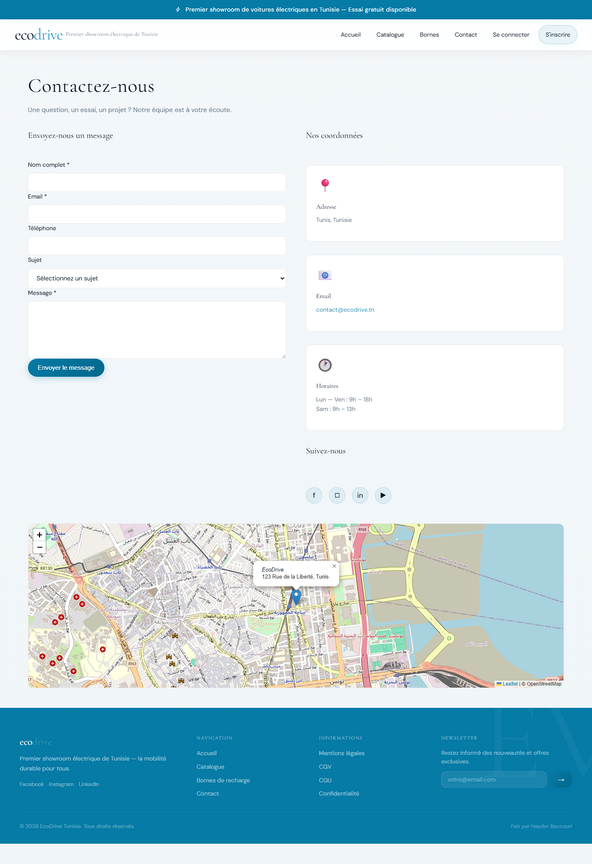 Premier showroom de voitures électriques en Tunisie — Essai gratuit disponible
ecodrive Premier showroom électrique de Tunisie
Accueil Catalogue Bornes Contact Se connecter S'inscrire
Contactez-nous
Une question, un essai, un projet ? Notre équipe est à votre écoute.
Envoyez-nous un message
Nom complet *
Email *
Téléphone
Sujet
Sélectionnez un sujet
Message *
Envoyer le message
Nos coordonnées
Adresse
Tunis, Tunisie
Email
contact@ecodrive.tn
Horaires
Lun — Ven : 9h – 18h
Sam : 9h – 13h
Suivez-nous
f
in
+
−
EcoDrive
123 Rue de la Liberté, Tunis
×
Leaflet | © OpenStreetMap
ecodrive
Premier showroom électrique de Tunisie — la mobilité
durable pour tous.
Facebook Instagram LinkedIn
NAVIGATION
Accueil
Catalogue
Bornes de recharge
Contact
INFORMATIONS
Mentions légales
CGV
CGU
Confidentialité
NEWSLETTER
Restez informé des nouveautés et offres
exclusives.
votre@email.com
→
EV
© 2026 EcoDrive Tunisia. Tous droits réservés.
Fait par Hayder Barcouri